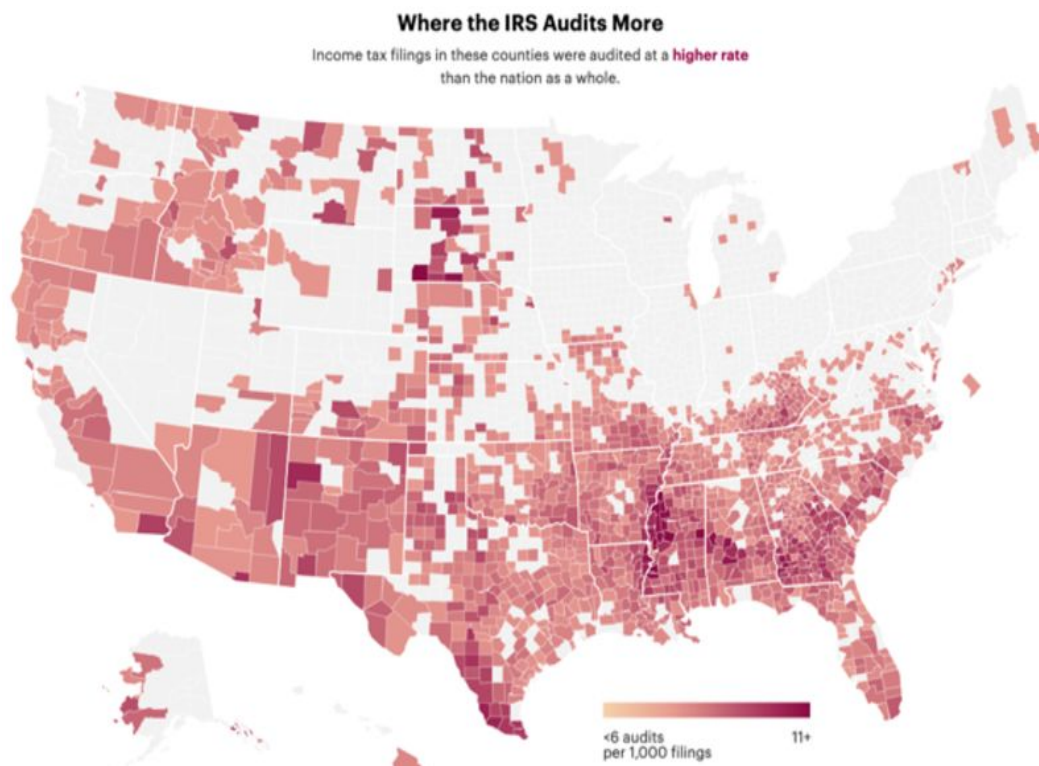 Where the IRS Audits More
Income tax filings in these counties were audited at a higher rate
than the nation as a whole.
<6 audits
per 1,000 filings
11+